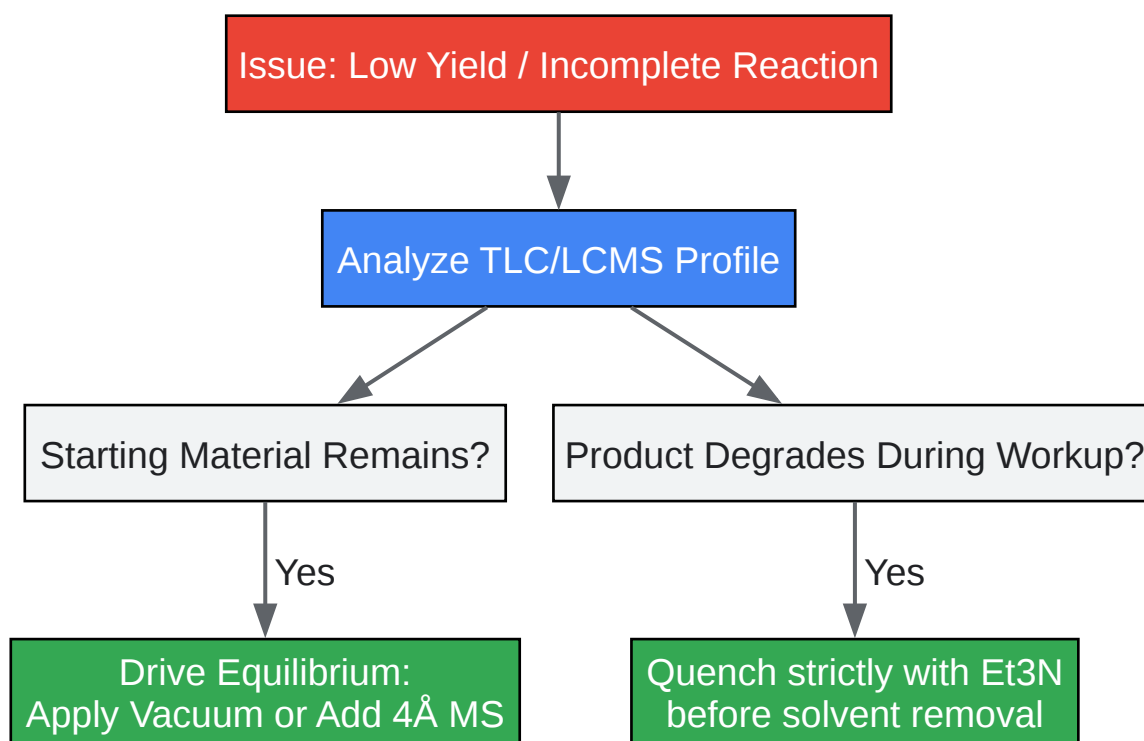 Issue: Low Yield / Incomplete Reaction
Analyze TLC/LCMS Profile
Starting Material Remains?
Product Degrades During Workup?
Yes
Yes
Drive Equilibrium:
Apply Vacuum or Add 4Å MS
Quench strictly with Et3N
before solvent removal